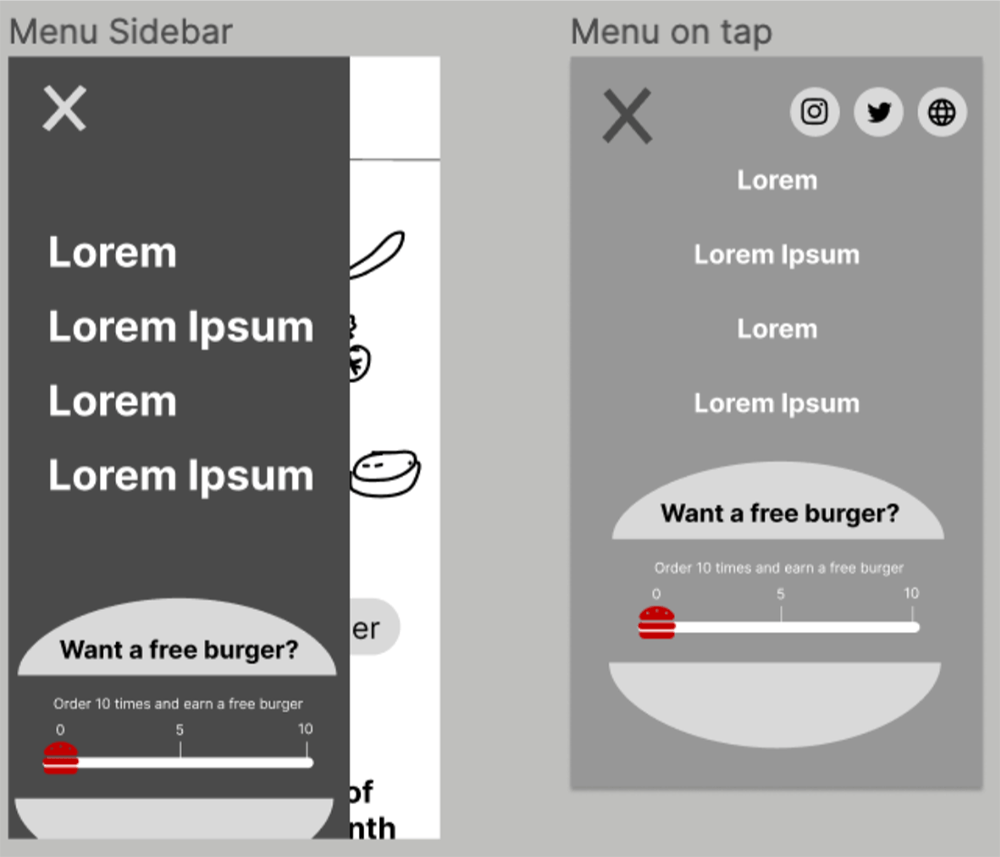 Menu Sidebar
Lorem
Lorem Ipsum
Lorem
Lorem Ipsum
er
Want a free burger?
Order 10 times and earn a free burger
0 5 10
of
nth
Menu on tap
Lorem
Lorem Ipsum
Lorem
Lorem Ipsum
Want a free burger?
Order 10 times and earn a free burger
0 5 10